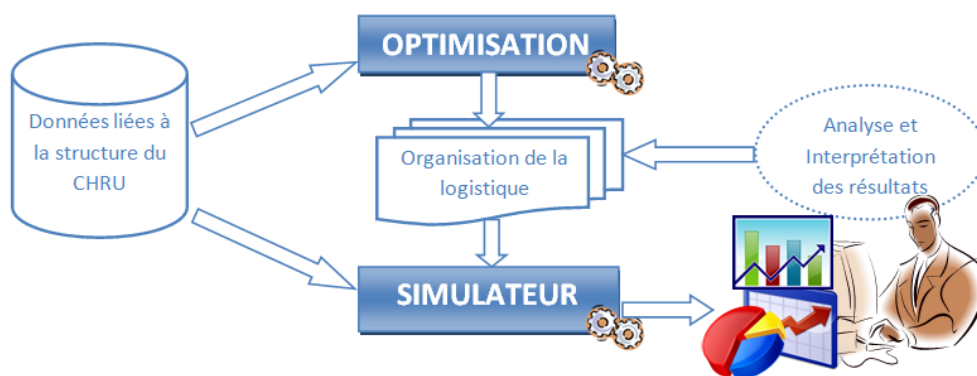 OPTIMISATION
Données liées à
la structure du
CHRU
Organisation de la
logistique
Analyse et
Interprétation
des résultats
SIMULATEUR